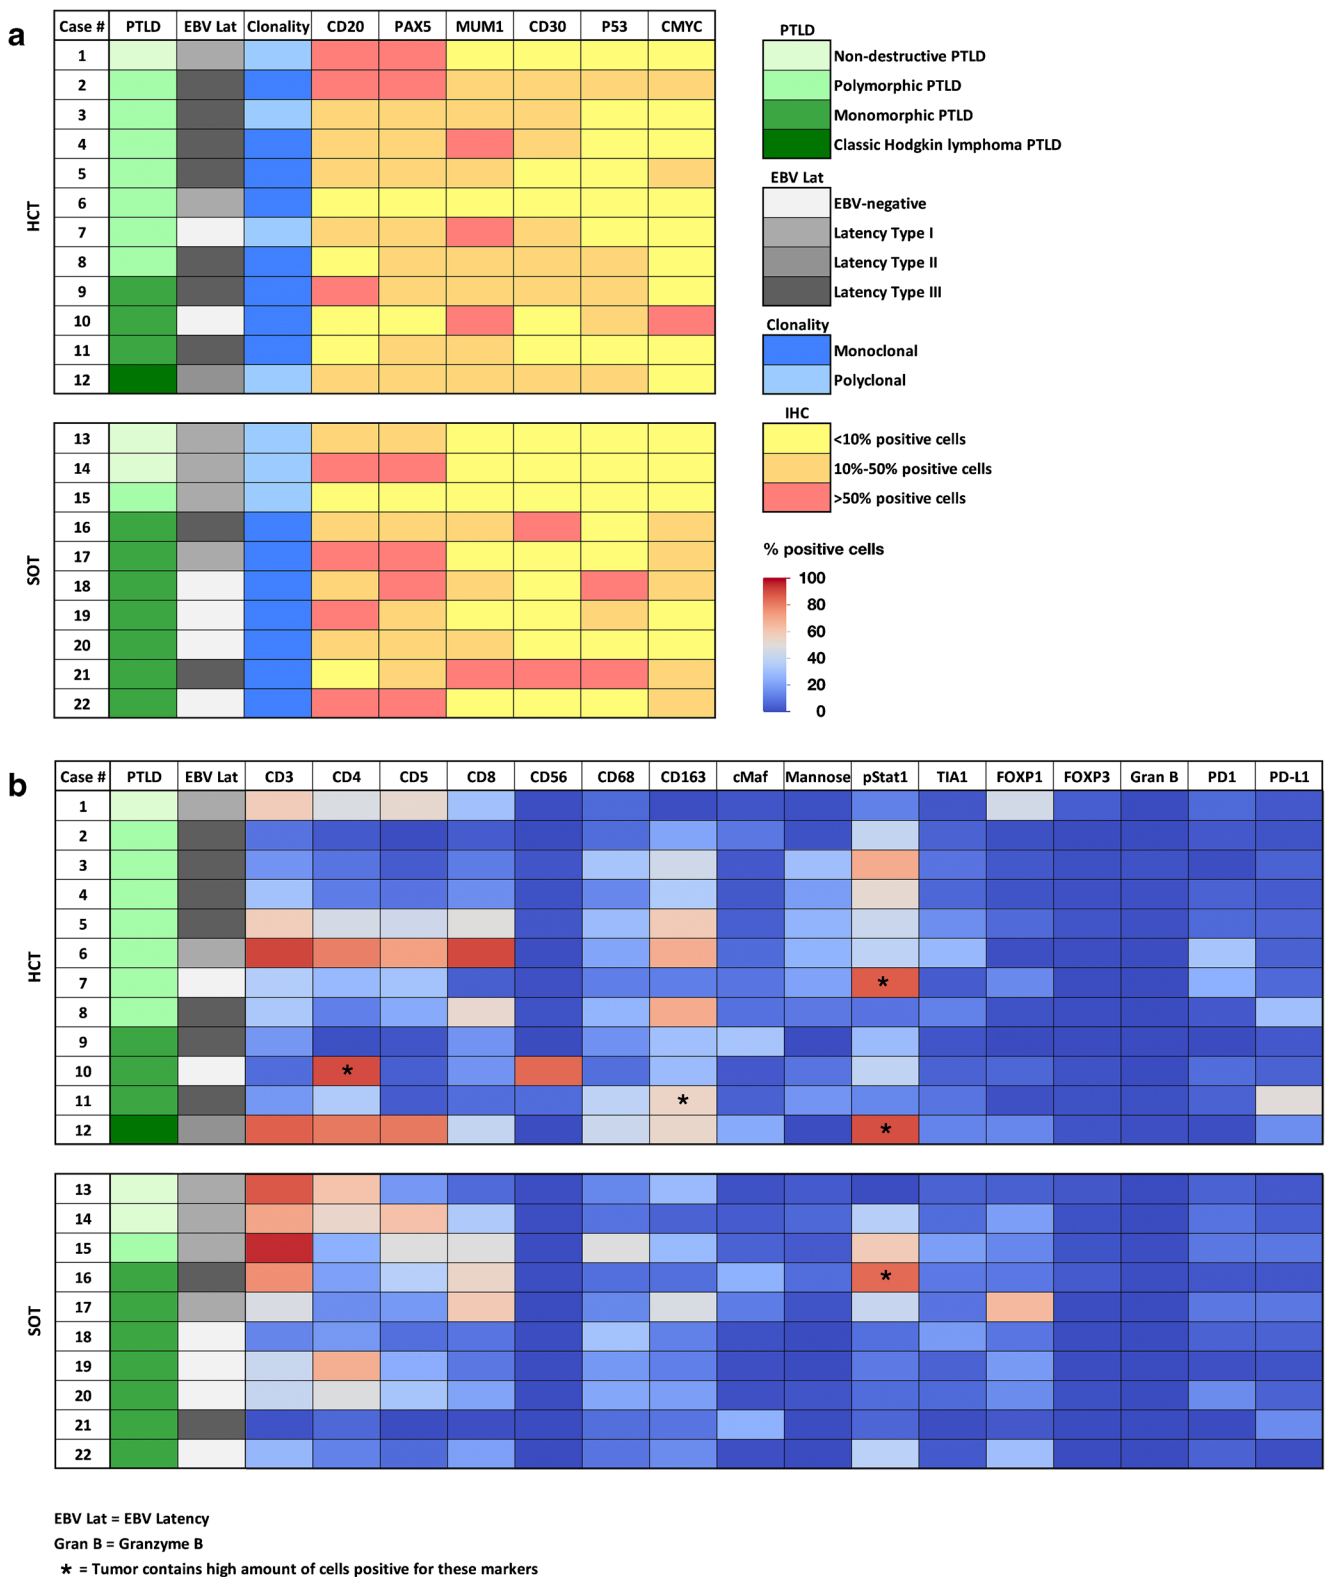 a
Case # PTLD EBV Lat Clonality CD20 PAX5 MUM1 CD30 P53 CMYC
HCT
1
2
3
4
5
6
7
8
9
10
11
12
SOT
13
14
15
16
17
18
19
20
21
22
PTLD
Non-destructive PTLD
Polymorphic PTLD
Monomorphic PTLD
Classic Hodgkin lymphoma PTLD
EBV Lat
EBV-negative
Latency Type I
Latency Type II
Latency Type III
Clonality
Monoclonal
Polyclonal
IHC
<10% positive cells
10%-50% positive cells
>50% positive cells
% positive cells
100
80
60
40
20
0
b
Case # PTLD EBV Lat CD3 CD4 CD5 CD8 CD56 CD68 CD163 cMaf Mannose pStat1 TIA1 FOXP1 FOXP3 Gran B PD1 PD-L1
HCT
1
2
3
4
5
6
7 *
8
9
10 *
11 *
12 *
SOT
13
14
15
16 *
17
18
19
20
21
22
EBV Lat = EBV Latency
Gran B = Granzyme B
* = Tumor contains high amount of cells positive for these markers